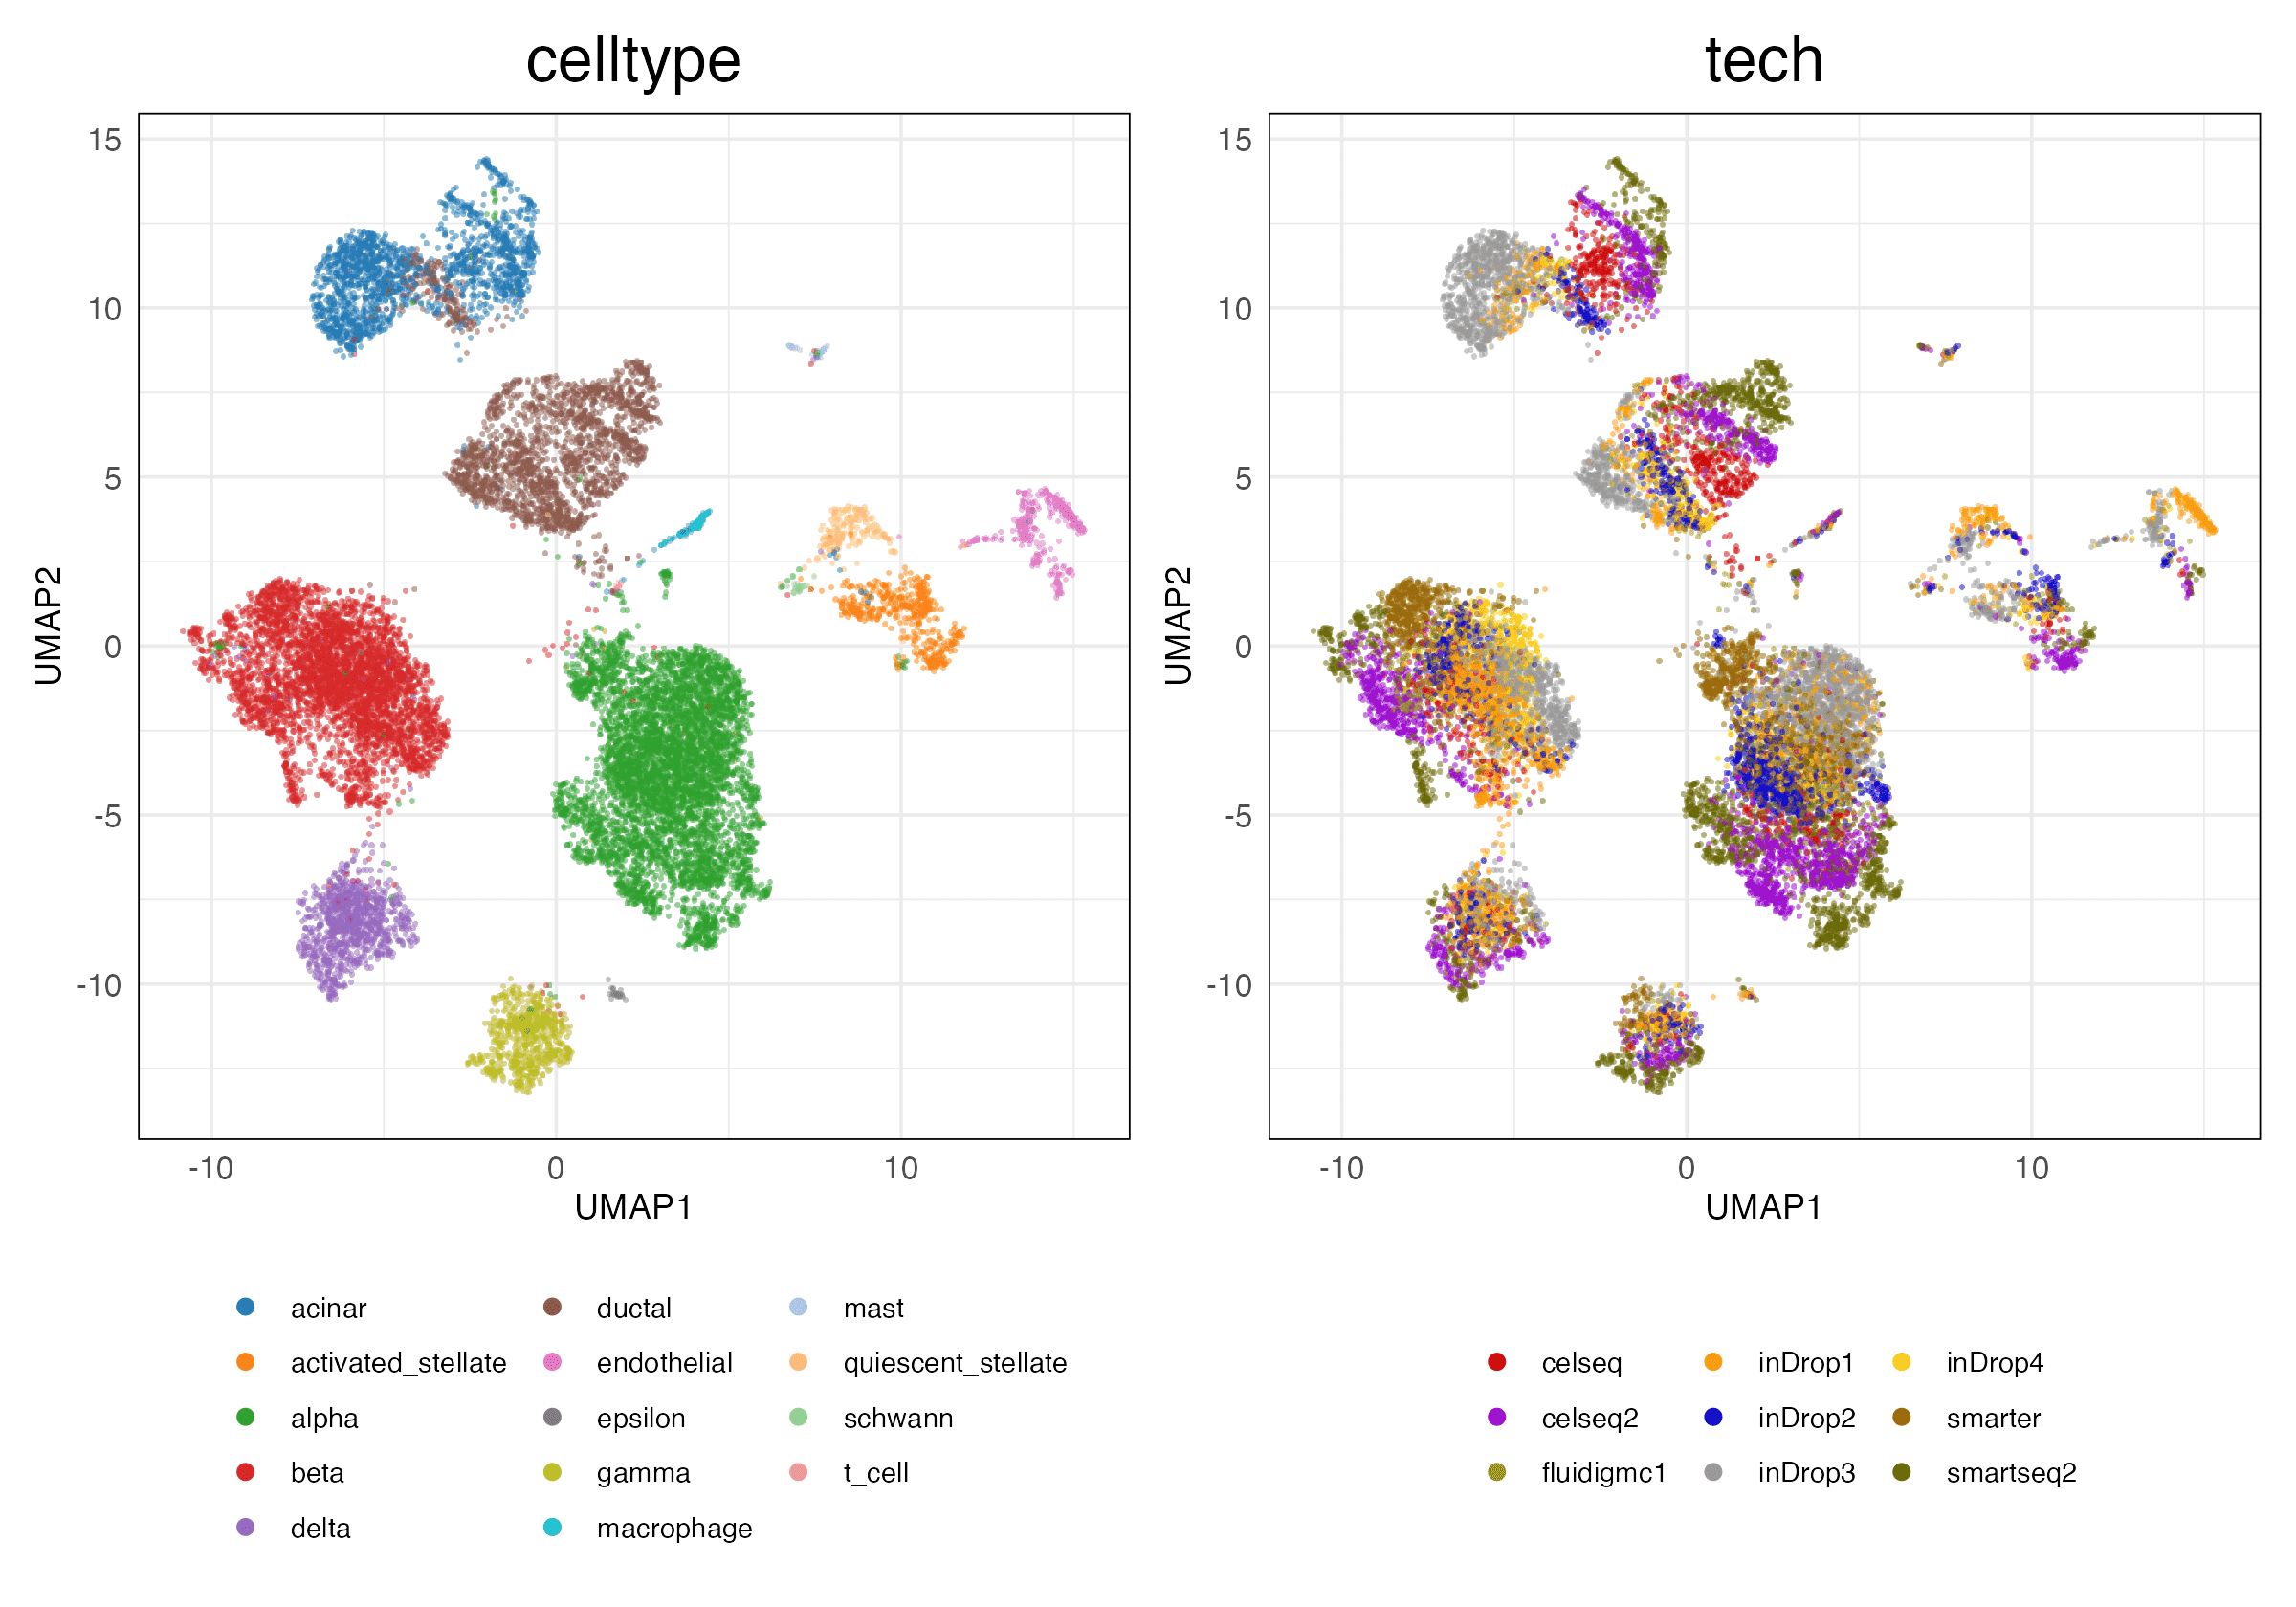 celltype
15
10
5
0
-5
-10
-10 0 10
UMAP1
UMAP2
acinar ductal mast
activated_stellate endothelial quiescent_stellate
alpha epsilon schwann
beta gamma t_cell
delta macrophage
tech
15
10
5
0
-5
-10
-10 0 10
UMAP1
UMAP2
celseq inDrop1 inDrop4
celseq2 inDrop2 smarter
fluidigmc1 inDrop3 smartseq2